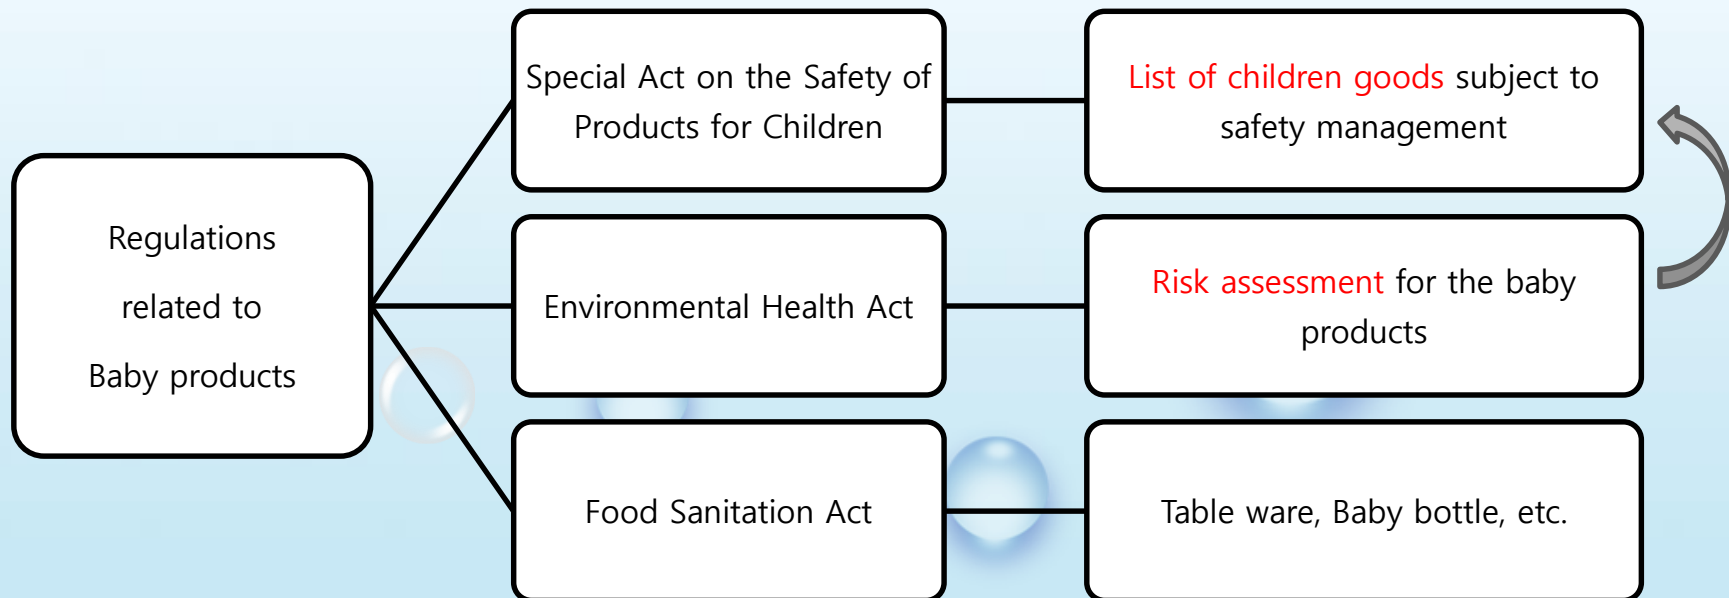 Regulations
related to
Baby products
Special Act on the Safety of
Products for Children
List of children goods subject to
safety management
Environmental Health Act
Risk assessment for the baby
products
Food Sanitation Act
Table ware, Baby bottle, etc.